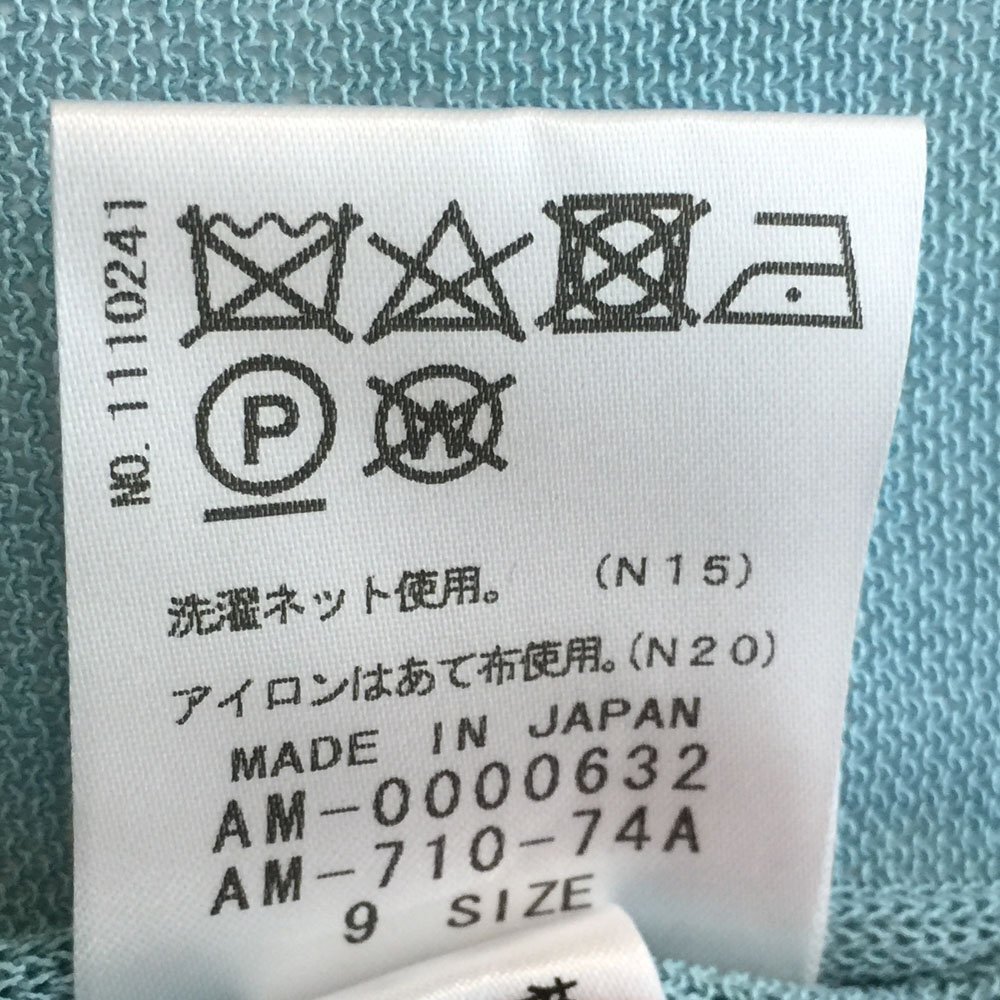 NO. 1110241
P
W
洗濯ネット使用。 (N15)
アイロンはあて布使用。(N20)
MADE IN JAPAN
AM-0000632
AM-710-74A
9 SIZE